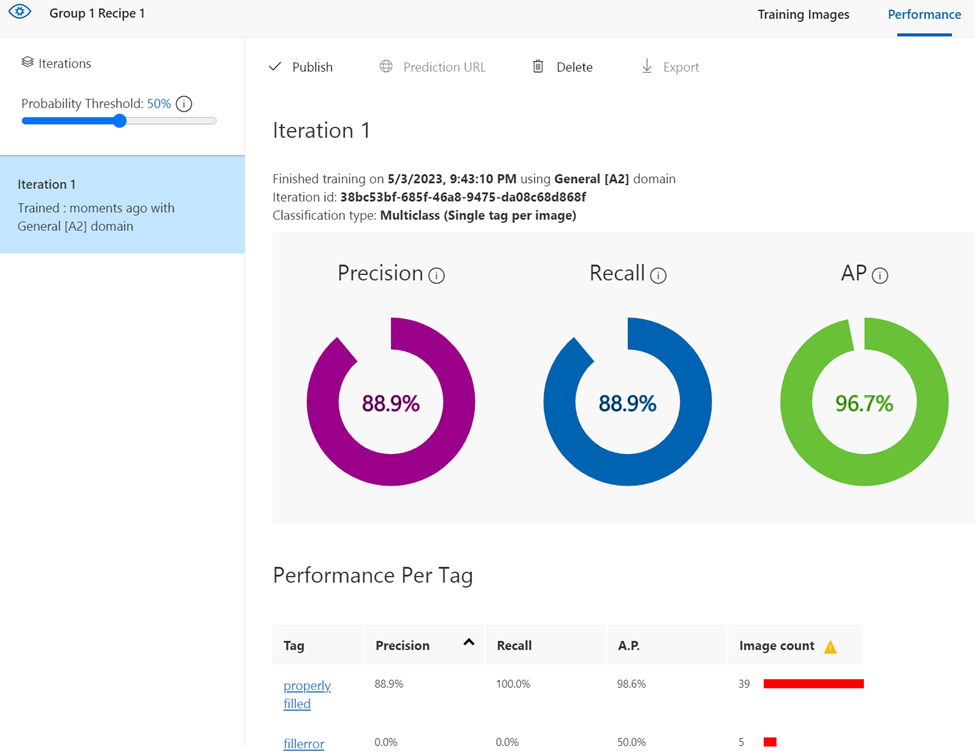 Group 1 Recipe 1
Training Images
Performance
Iterations
Probability Threshold: 50%
Iteration 1
Trained : moments ago with
General [A2] domain
Publish
Prediction URL
Delete
Export
Iteration 1
Finished training on 5/3/2023, 9:43:10 PM using General [A2] domain
Iteration id: 38bc53bf-685f-46a8-9475-da08c68d868f
Classification type: Multiclass (Single tag per image)
Precision
Recall
AP
88.9%
88.9%
96.7%
Performance Per Tag
Tag Precision Recall A.P. Image count
properly 88.9% 100.0% 98.6% 39
filled
fillerror 0.0% 0.0% 50.0% 5